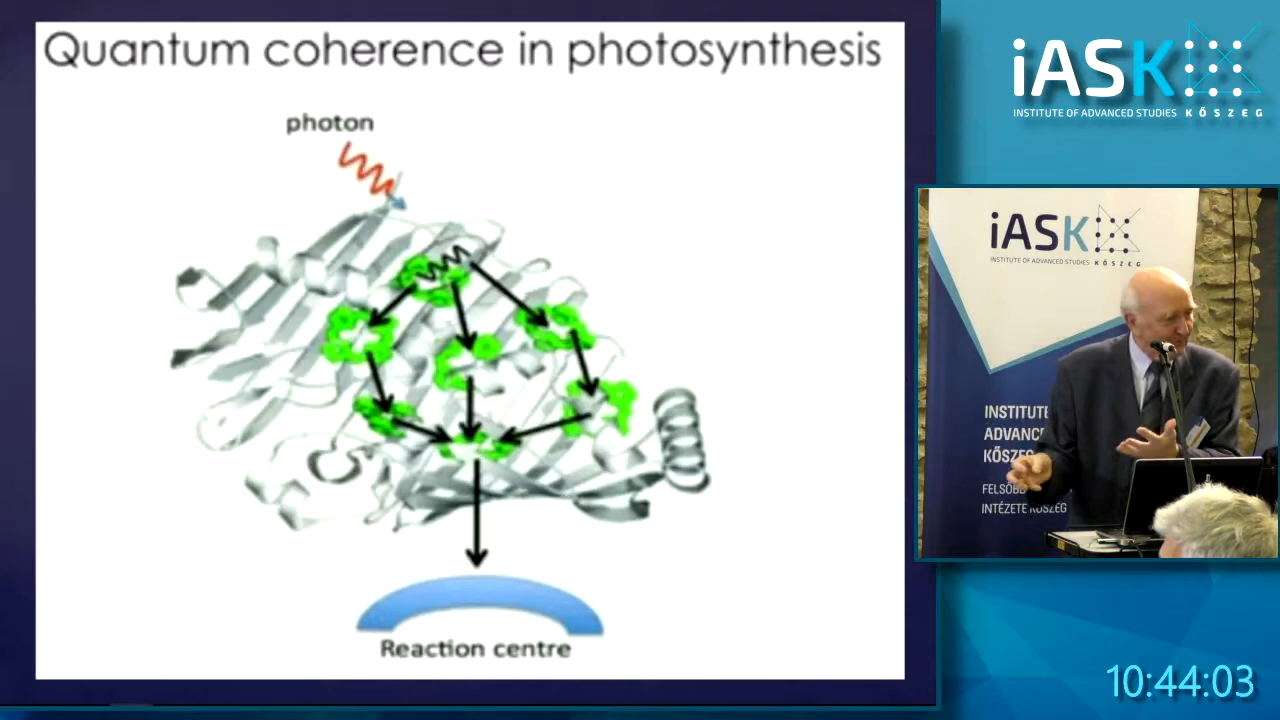 Quantum coherence in photosynthesis
photon
Reaction centre
iASK
INSTITUTE OF ADVANCED STUDIES KŐSZEG
iASK
INSTITUTE OF ADVANCED STUDIES KŐSZEG
INSTITUTE
ADVANC
KŐSZEG
FELSŐB
INTÉZETE KŐSZEG
10:44:03